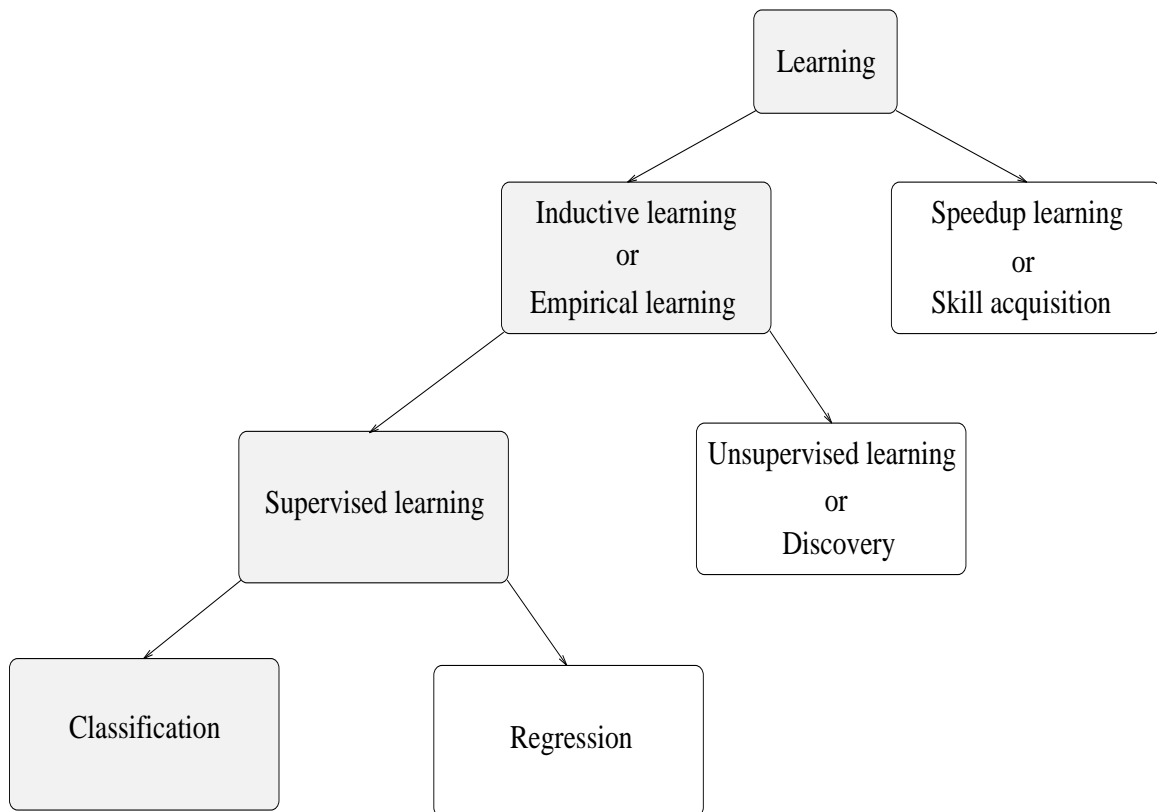 Learning
Inductive learning
or
Empirical learning
Speedup learning
or
Skill acquisition
Supervised learning
Unsupervised learning
or
Discovery
Classification
Regression